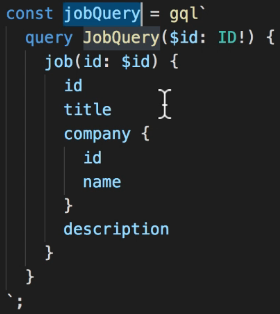 const jobQuery = gql`
  query JobQuery($id: ID!) {
    job(id: $id) {
      id
      title
      company {
        id
        name
      }
      description
    }
  }
`;